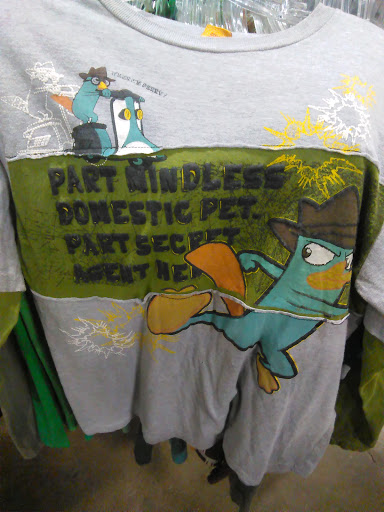 PART MINDLESS
DOMESTIC PET.
PART SECRET
AGENT HE